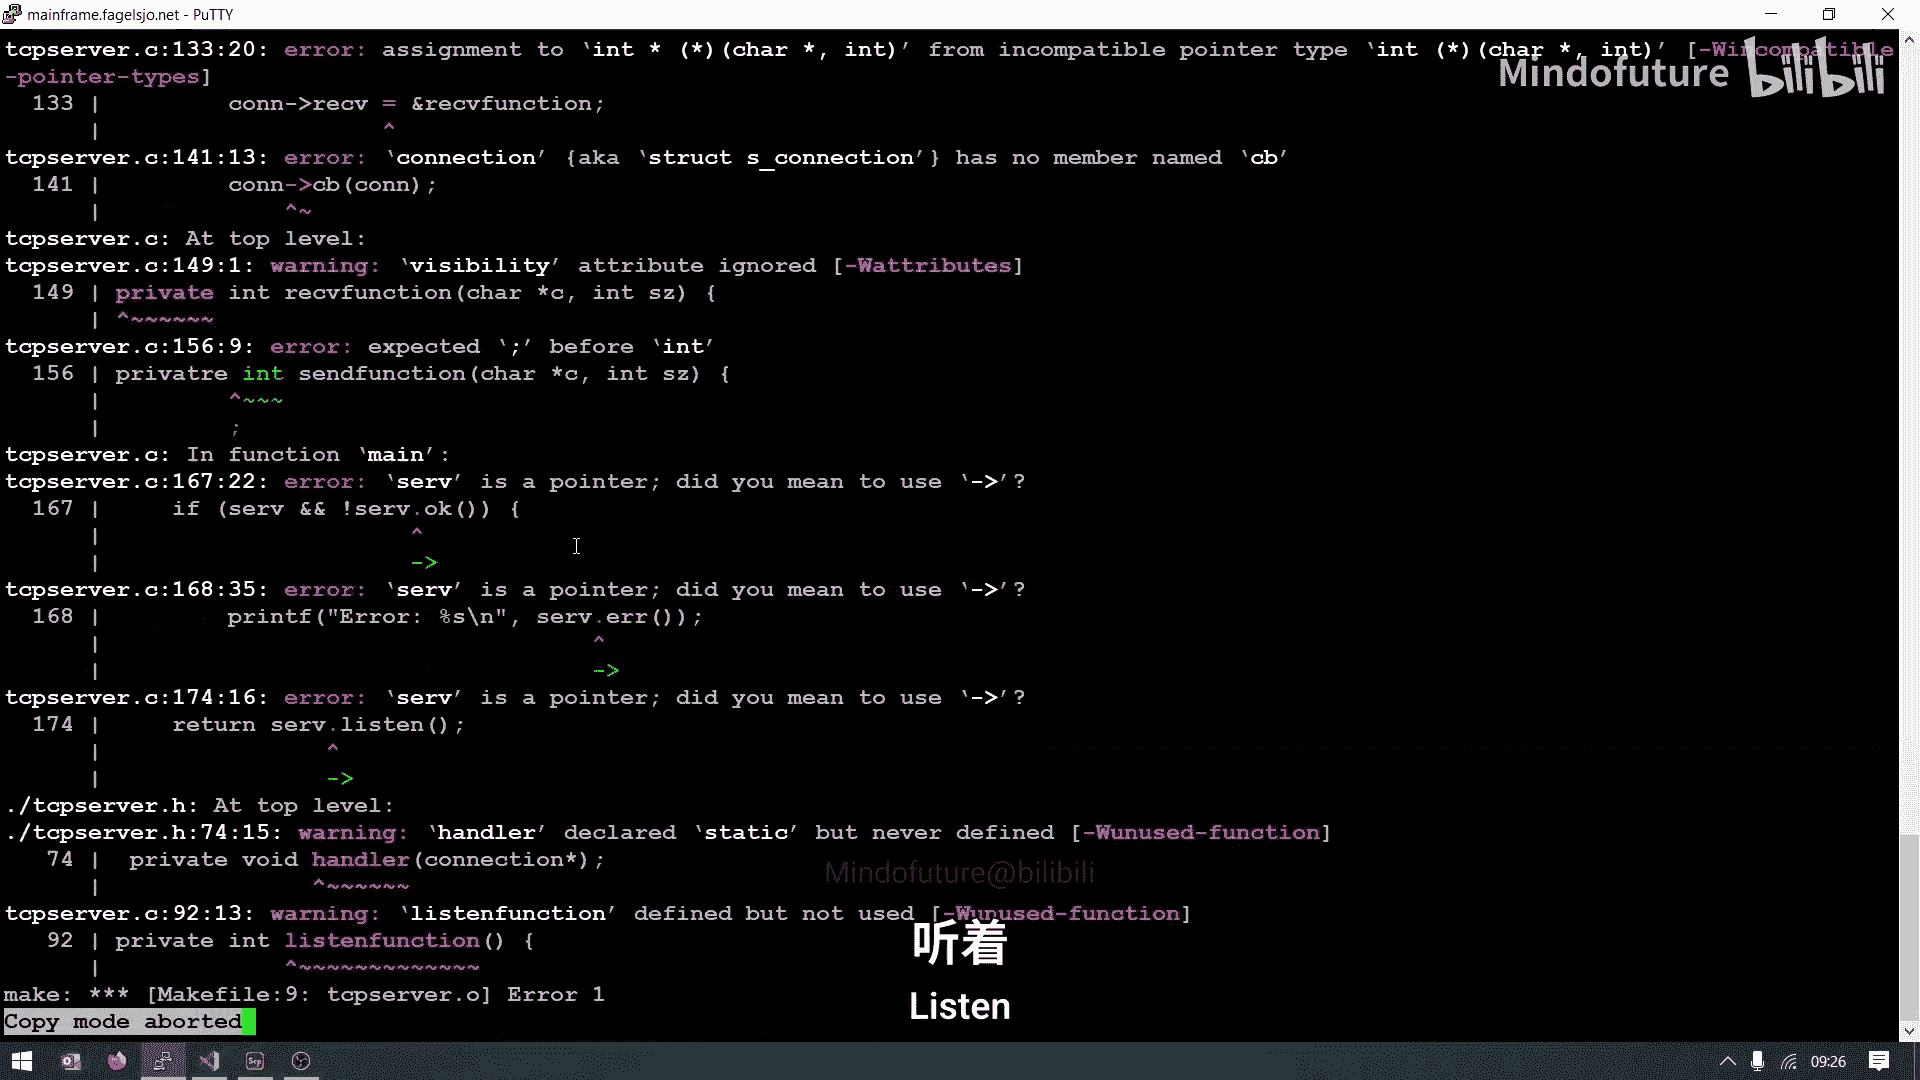 mainframe.fagelsjo.net - PuTTY
tcpserver.c:133:20: error: assignment to ‘int * (*)(char *, int)’ from incompatible pointer type ‘int (*)(char *, int)’ [-Wincompatible
-pointer-types]
Mindofuture bilibili
133 | conn->recv = &recvfunction;
| ^
tcpserver.c:141:13: error: ‘connection’ {aka ‘struct s_connection’} has no member named ‘cb’
141 | conn->cb(conn);
| ^~
tcpserver.c: At top level:
tcpserver.c:149:1: warning: ‘visibility’ attribute ignored [-Wattributes]
149 | private int recvfunction(char *c, int sz) {
| ^~~~~~~
tcpserver.c:156:9: error: expected ‘;’ before ‘int’
156 | privatre int sendfunction(char *c, int sz) {
| ^~~~
| ;
tcpserver.c: In function ‘main’:
tcpserver.c:167:22: error: ‘serv’ is a pointer; did you mean to use ‘->’?
167 | if (serv && !serv.ok()) {
| ^
| ->
tcpserver.c:168:35: error: ‘serv’ is a pointer; did you mean to use ‘->’?
168 | printf("Error: %s\n", serv.err());
| ^
| ->
tcpserver.c:174:16: error: ‘serv’ is a pointer; did you mean to use ‘->’?
174 | return serv.listen();
| ^
| ->
./tcpserver.h: At top level:
./tcpserver.h:74:15: warning: ‘handler’ declared ‘static’ but never defined [-Wunused-function]
74 | private void handler(connection*);
Mindofuture@bilibili
| ^~~~~~~
tcpserver.c:92:13: warning: ‘listenfunction’ defined but not used [-Wunused-function]
92 | private int listenfunction() {
| ^~~~~~~~~~~~~~
听着
make: *** [Makefile:9: tcpserver.o] Error 1
Listen
Copy mode aborted
09:26